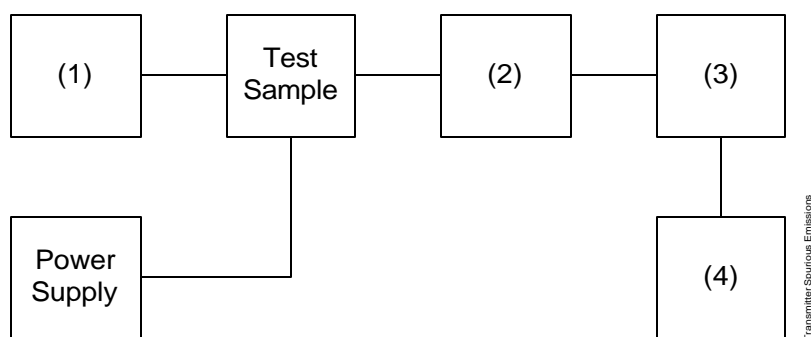 (1)
Test
Sample
(2)
(3)
Power
Supply
(4)
Transmitter Spurious Emissions